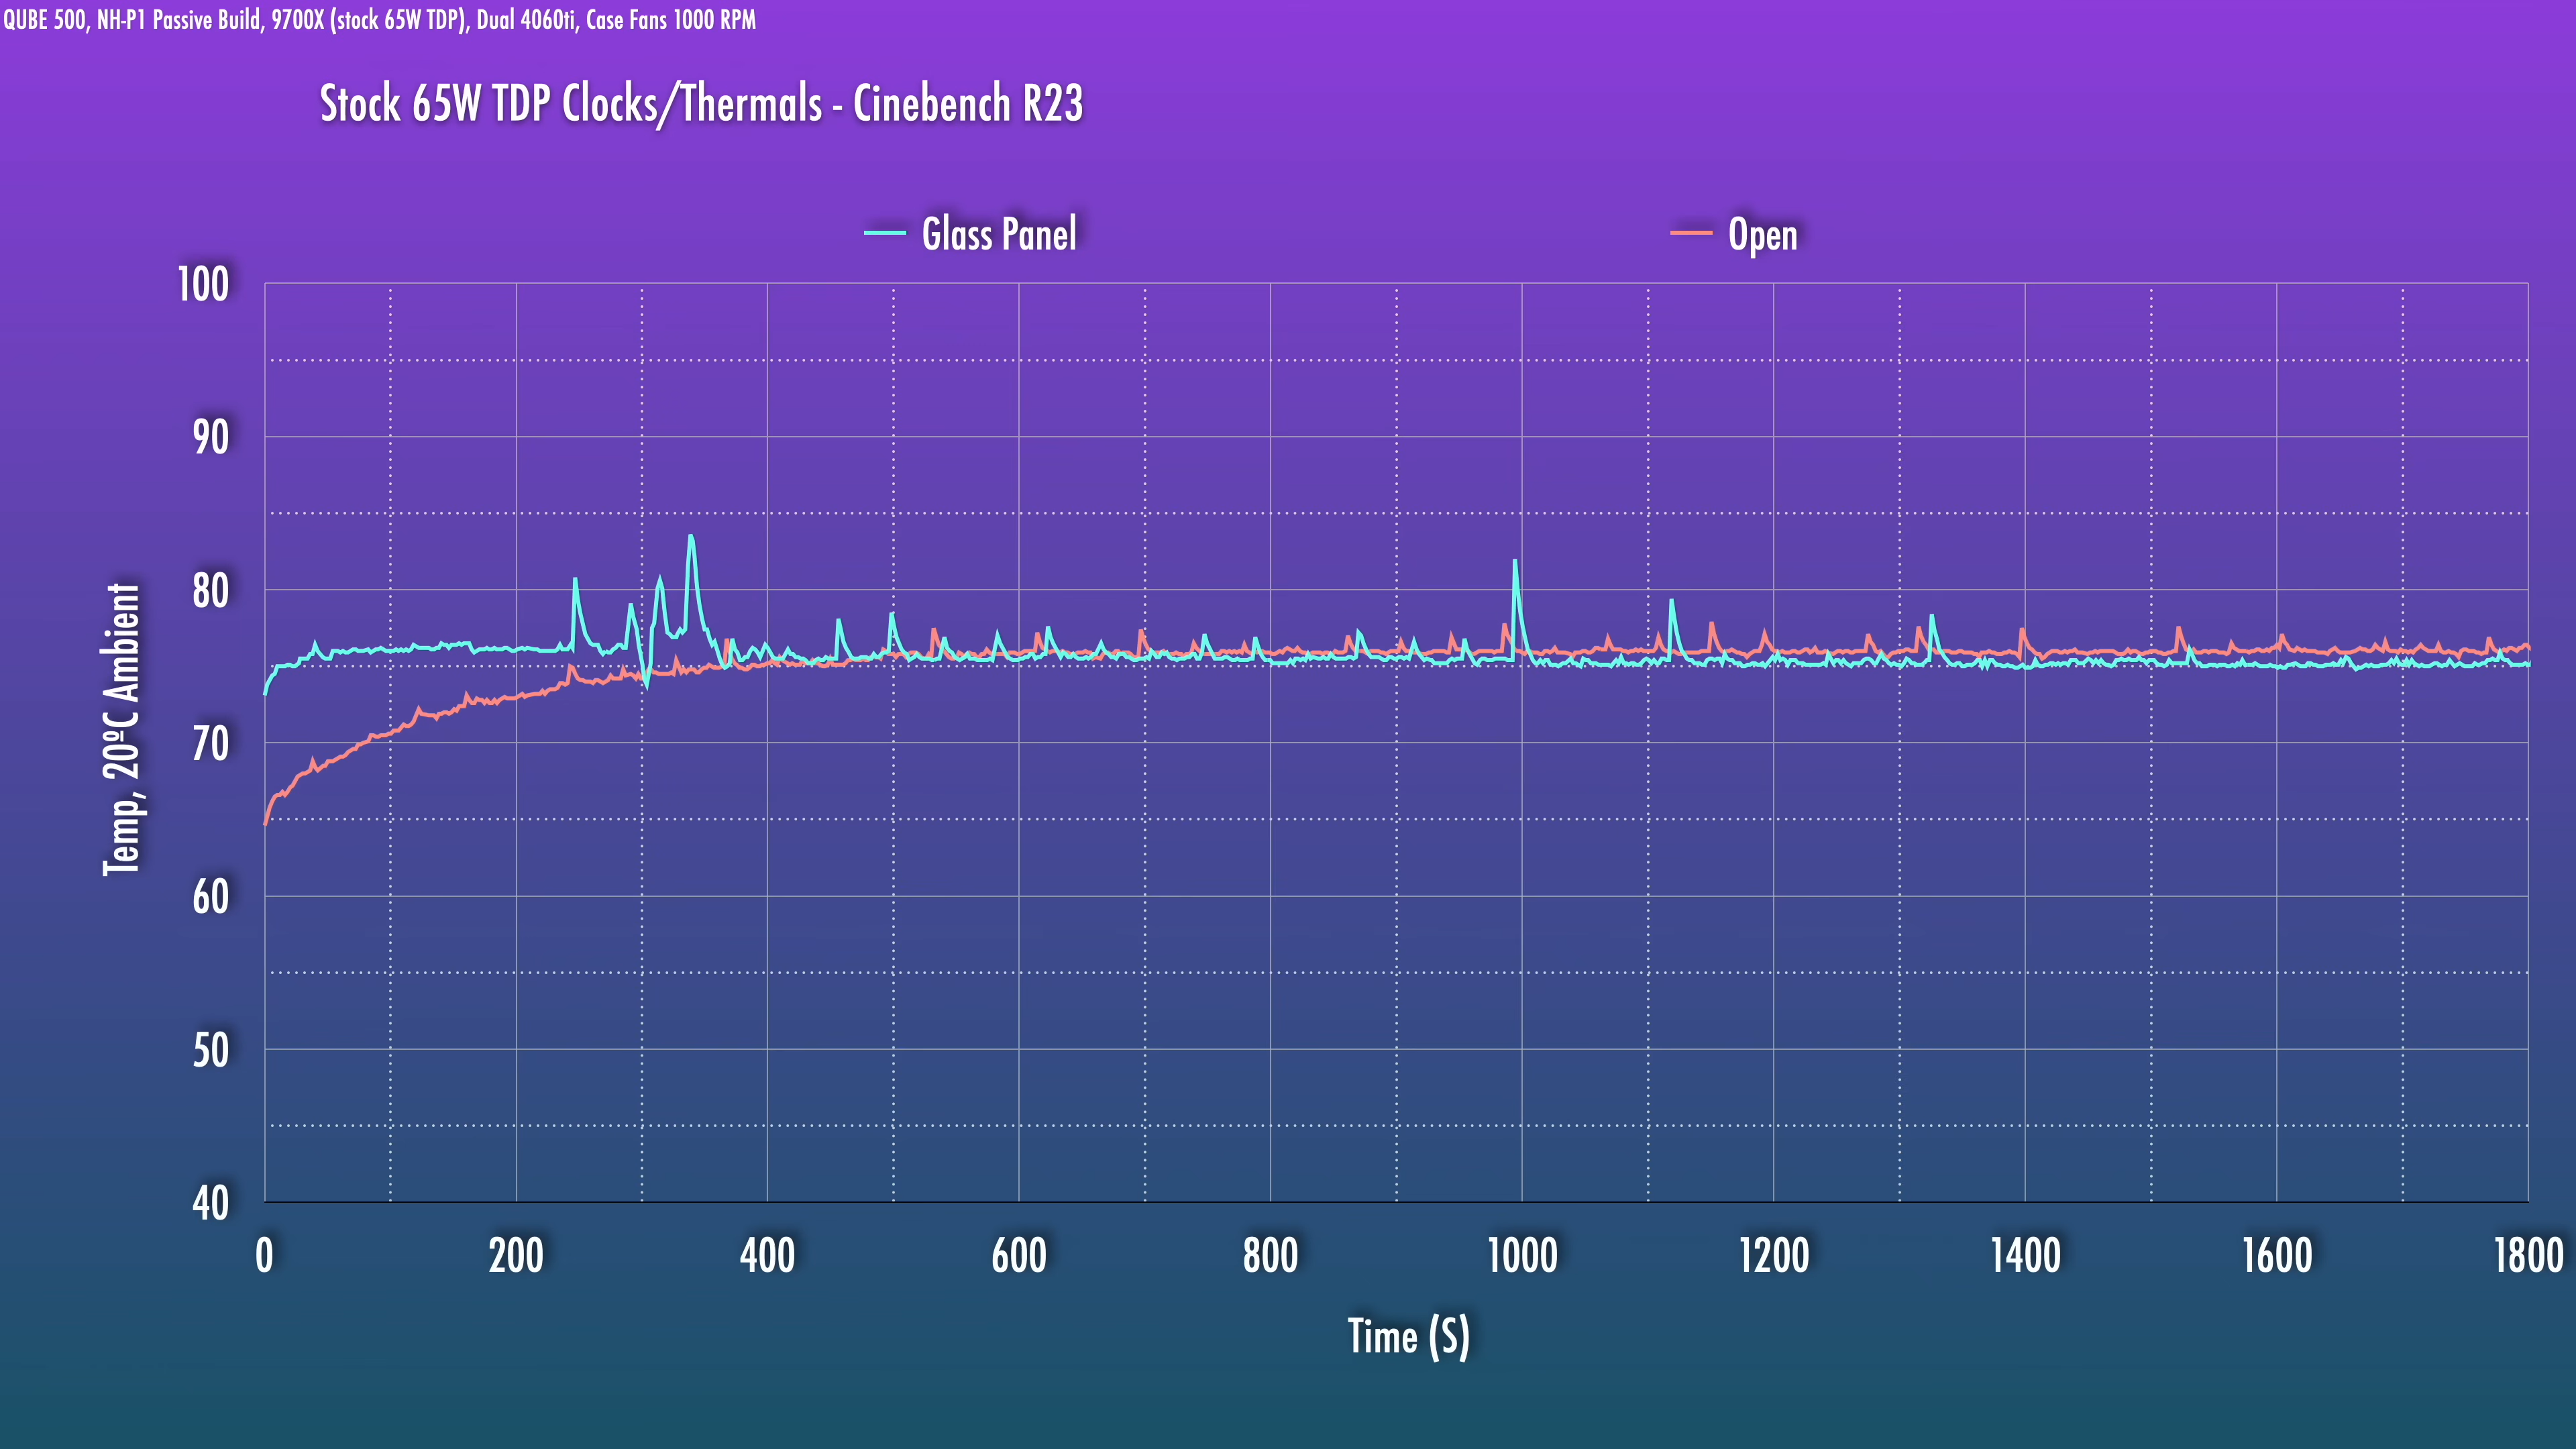 QUBE 500, NH-P1 Passive Build, 9700X (stock 65W TDP), Dual 4060ti, Case Fans 1000 RPM
Stock 65W TDP Clocks/Thermals - Cinebench R23
Glass Panel Open
100
90
80
70
60
50
40
Temp, 20ºC Ambient
0 200 400 600 800 1000 1200 1400 1600 1800
Time (S)